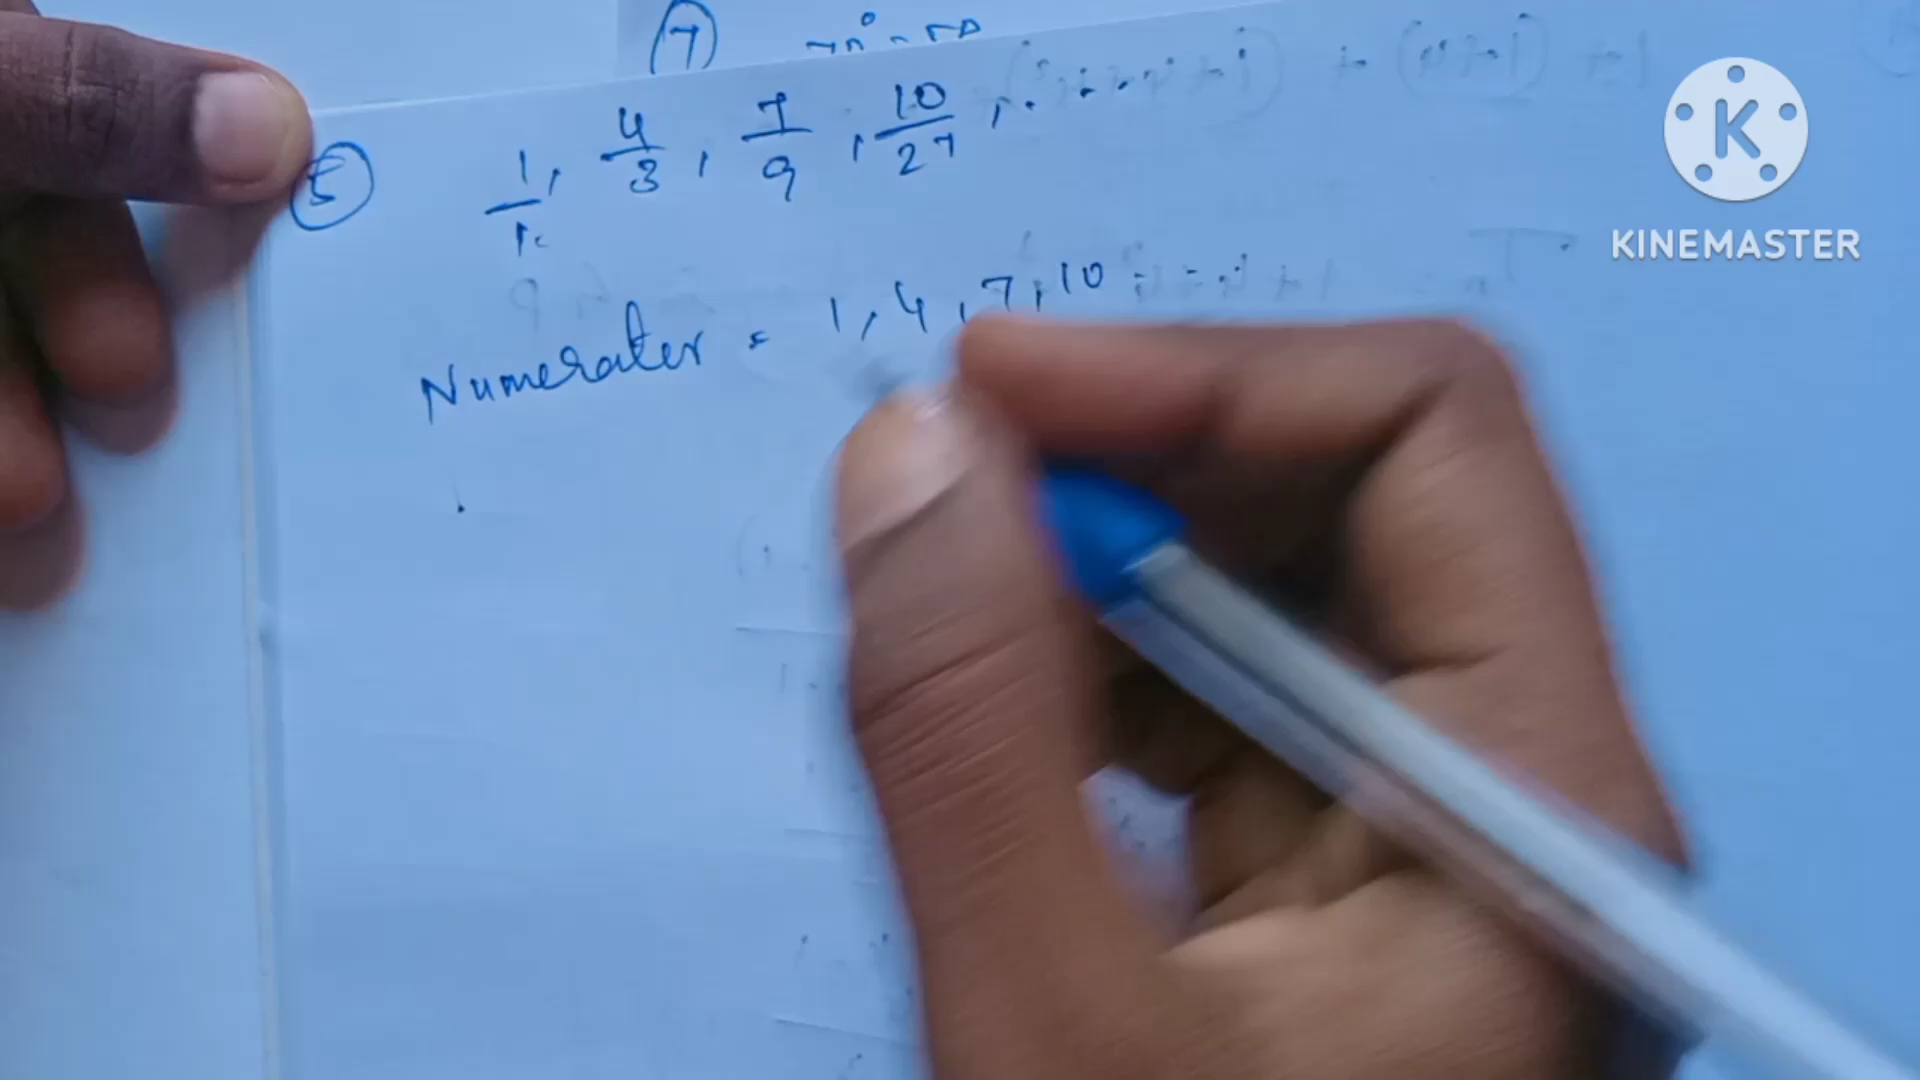 7
5 1/1, 4/3, 7/9, 10/27, .....
Numerater = 1, 4, 7, 10
K
KINEMASTER